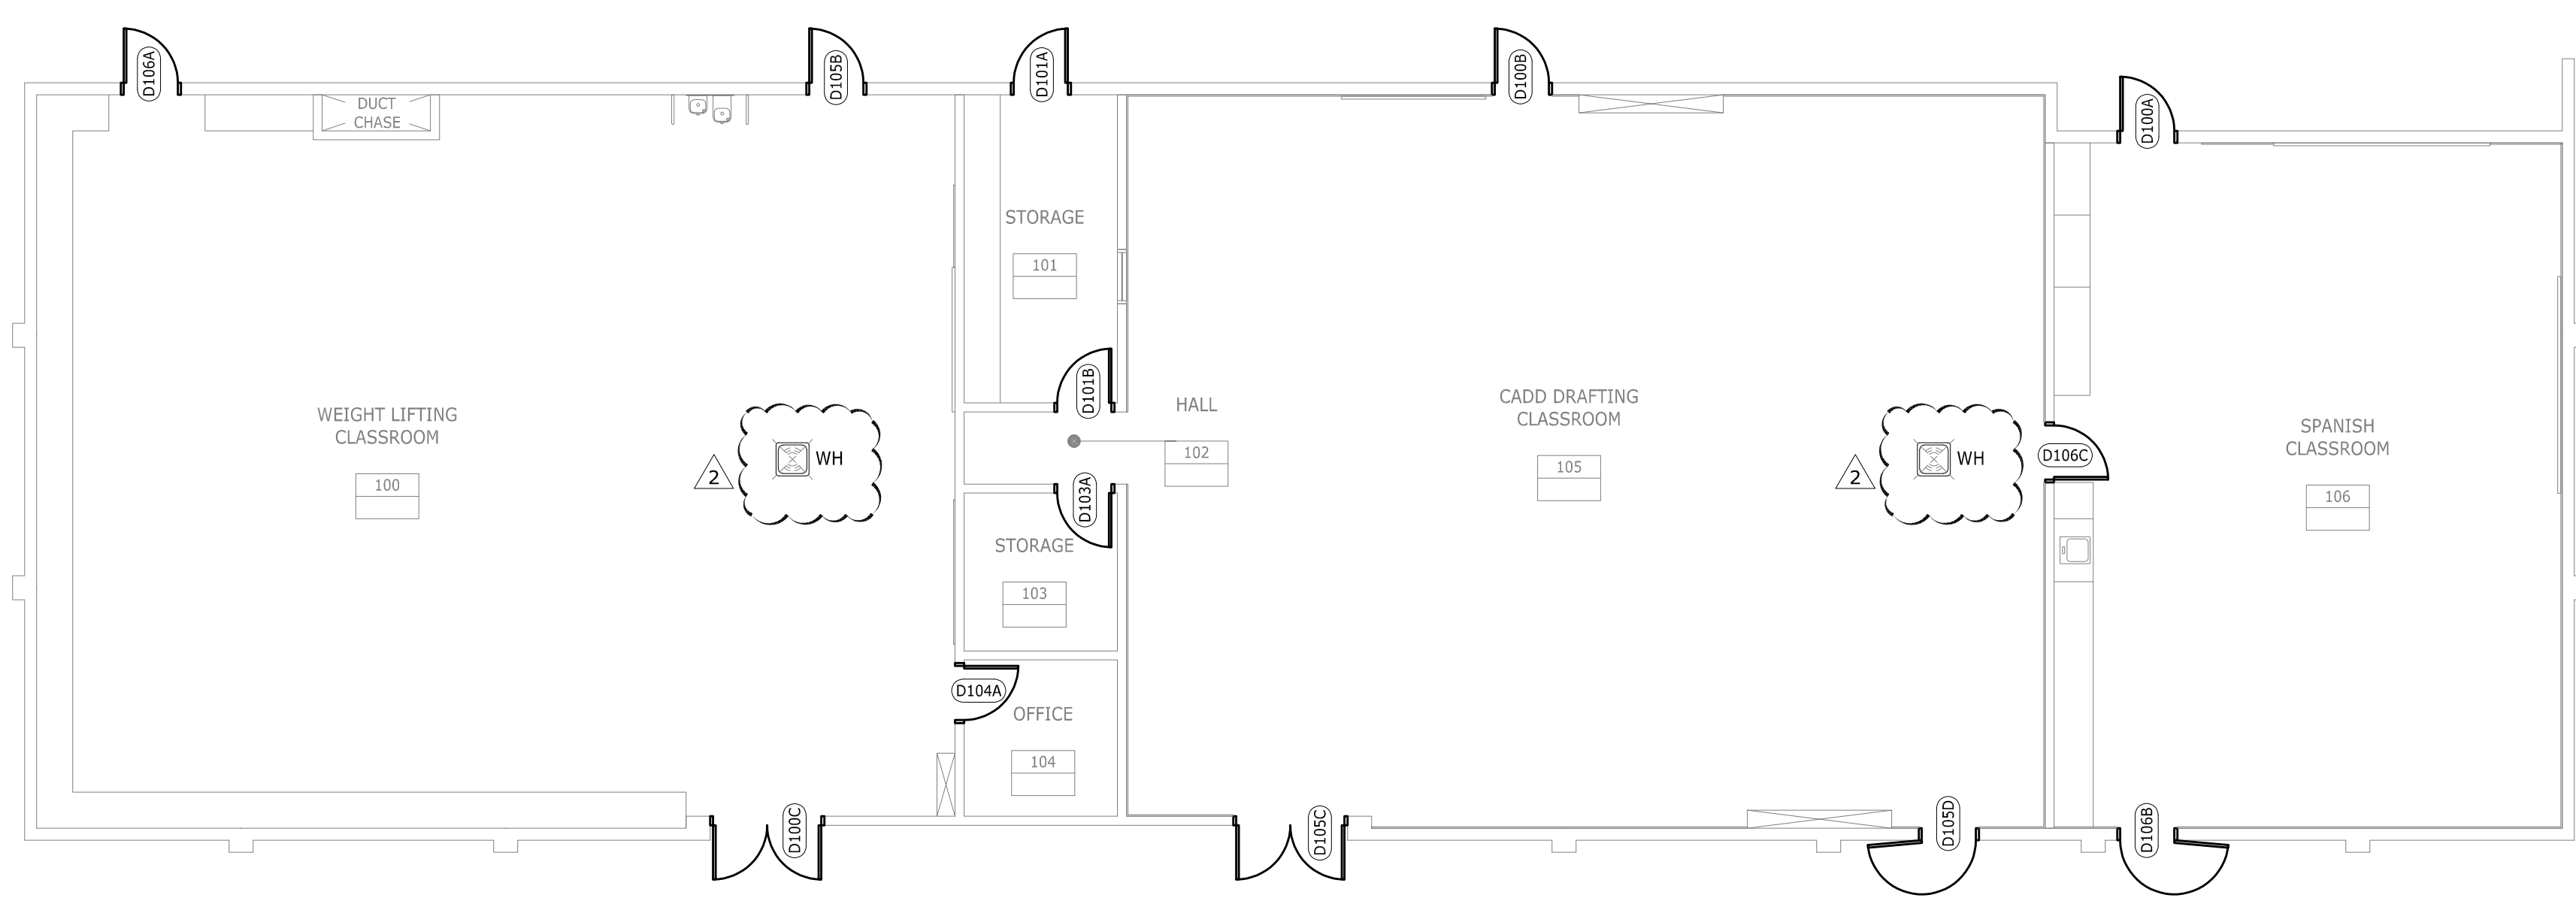 D106A
D105B
D101A
D100B
D100A
DUCT
CHASE
STORAGE
101
D101B
HALL
102
WEIGHT LIFTING
CLASSROOM
100
2
WH
CADD DRAFTING
CLASSROOM
105
2
WH
D106C
SPANISH
CLASSROOM
106
D103A
STORAGE
103
D104A
OFFICE
104
D100C
D105C
D105D
D106B